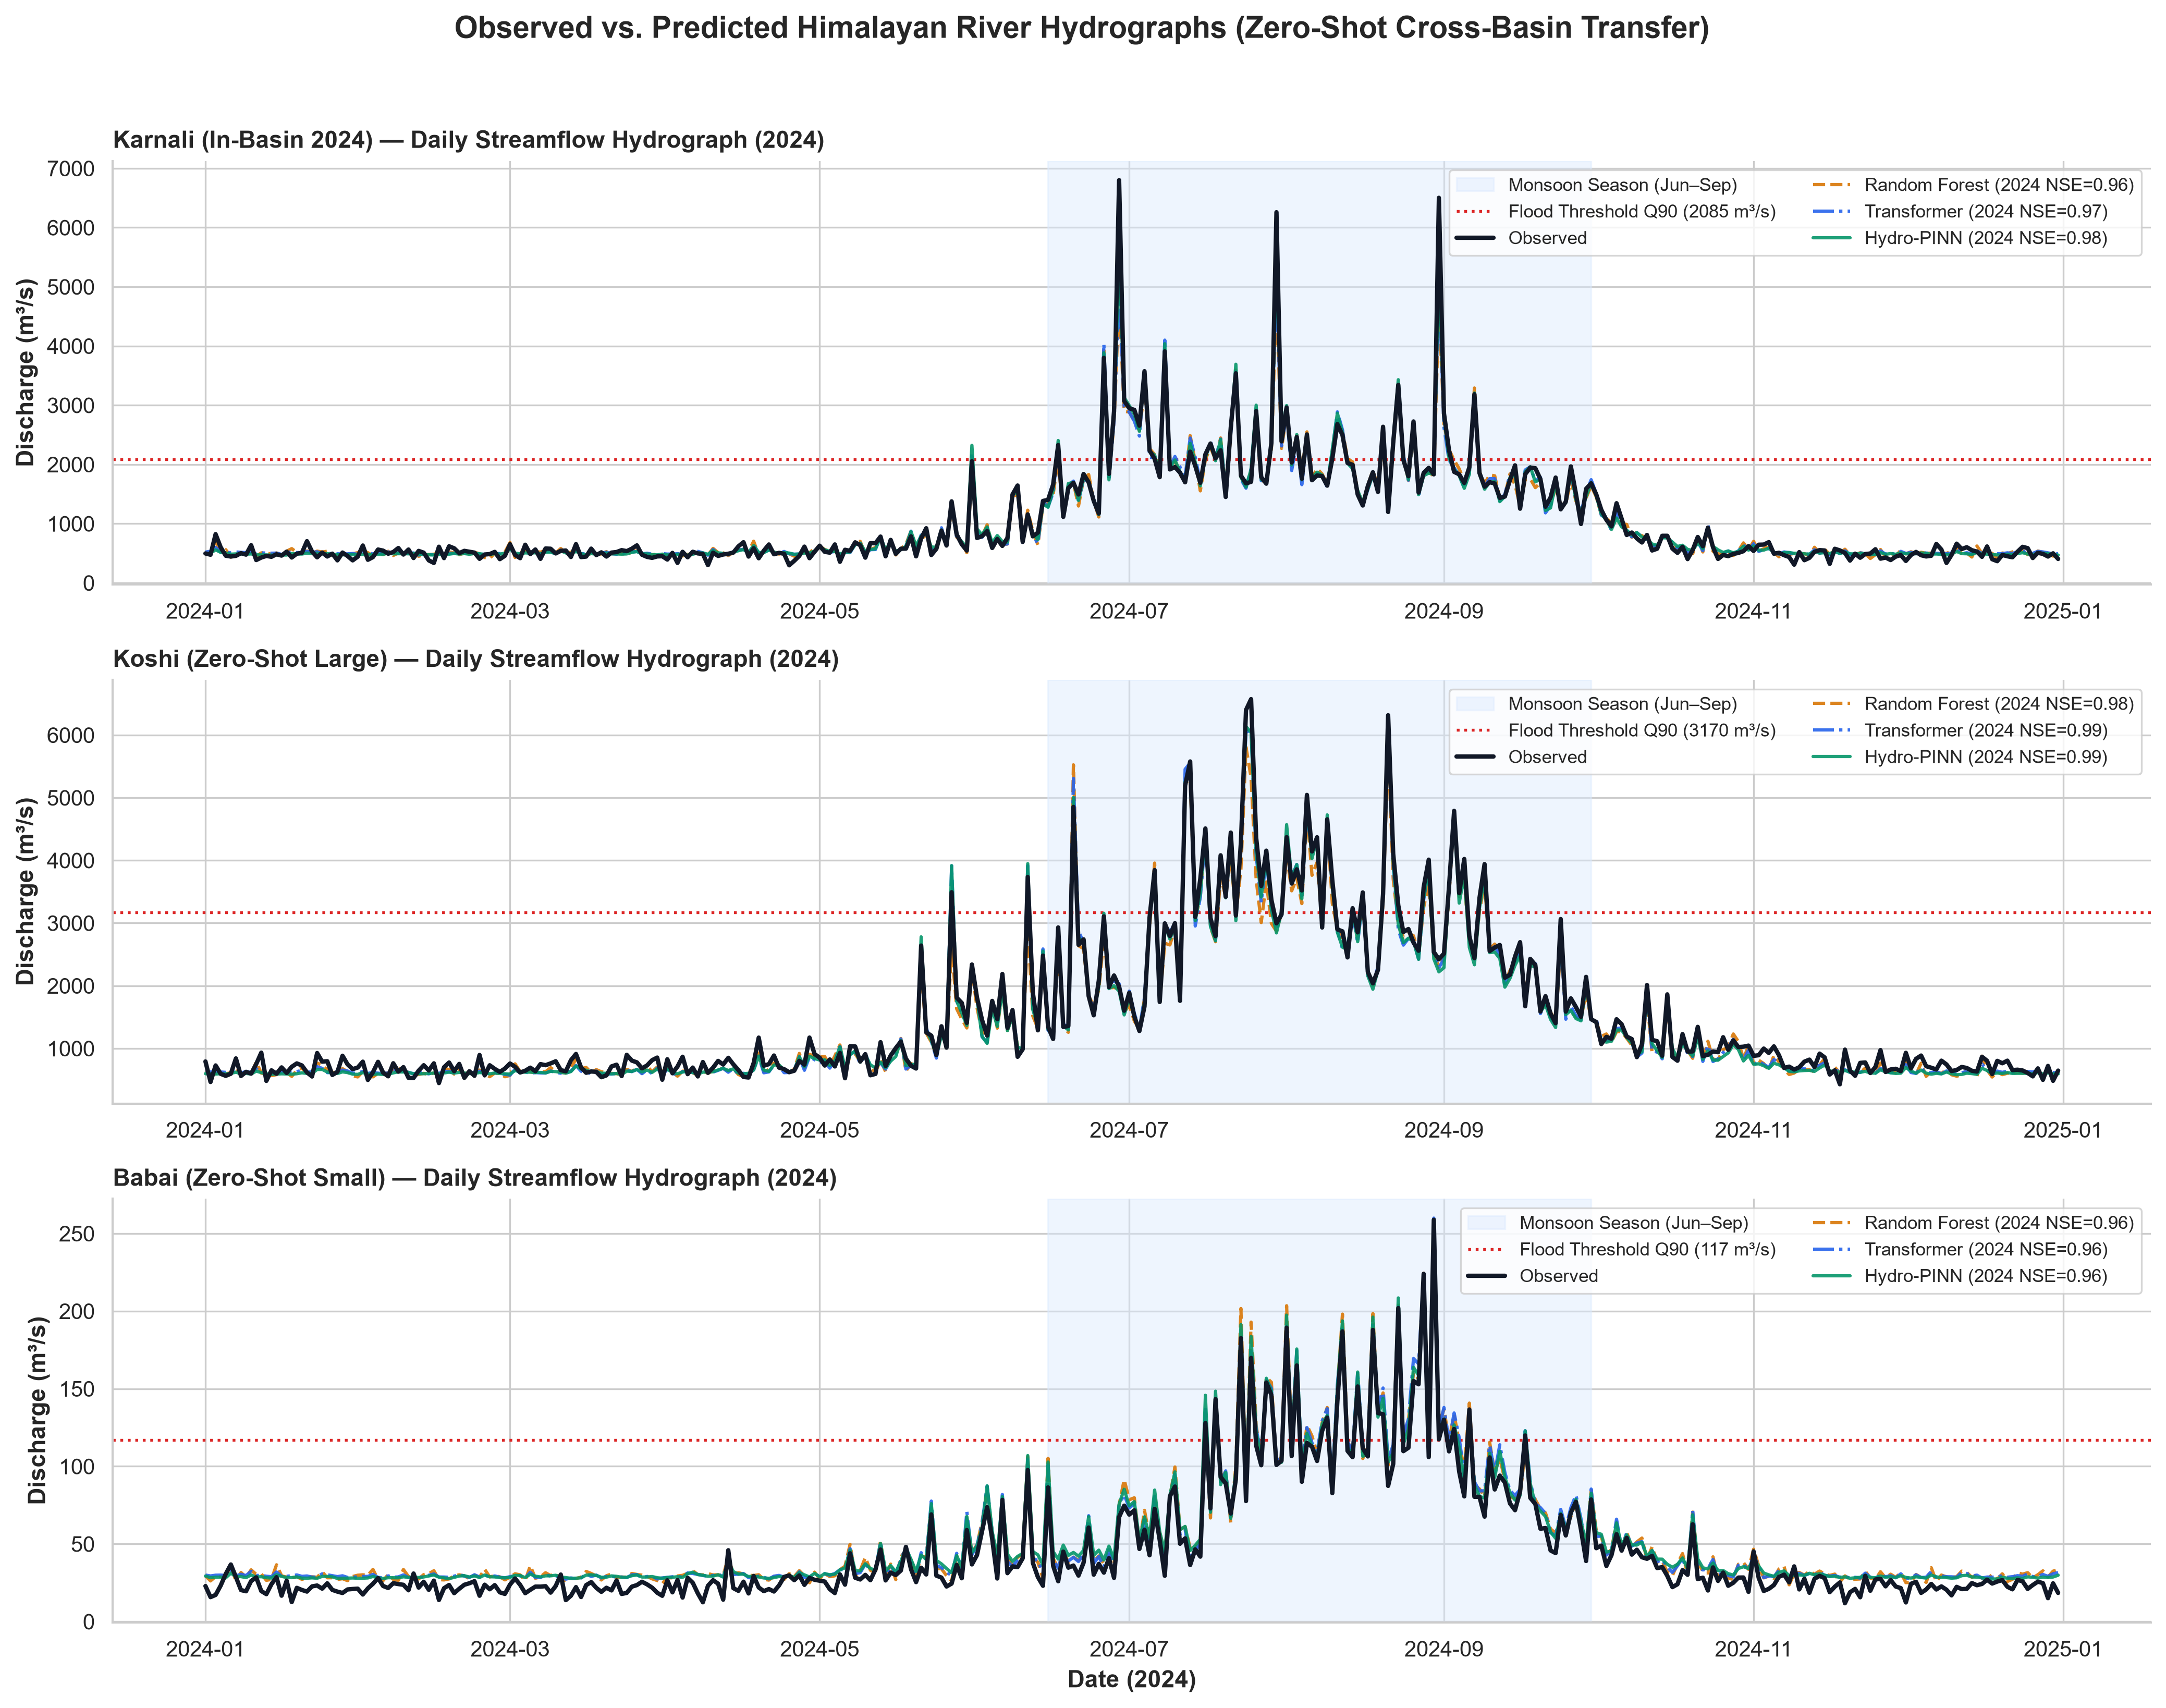 Observed vs. Predicted Himalayan River Hydrographs (Zero-Shot Cross-Basin Transfer)
Karnali (In-Basin 2024) — Daily Streamflow Hydrograph (2024)
Discharge (m³/s)
7000
6000
5000
4000
3000
2000
1000
0
Monsoon Season (Jun–Sep)
Flood Threshold Q90 (2085 m³/s)
Observed
Random Forest (2024 NSE=0.96)
Transformer (2024 NSE=0.97)
Hydro-PINN (2024 NSE=0.98)
2024-01 2024-03 2024-05 2024-07 2024-09 2024-11 2025-01
Koshi (Zero-Shot Large) — Daily Streamflow Hydrograph (2024)
Discharge (m³/s)
6000
5000
4000
3000
2000
1000
Monsoon Season (Jun–Sep)
Flood Threshold Q90 (3170 m³/s)
Observed
Random Forest (2024 NSE=0.98)
Transformer (2024 NSE=0.99)
Hydro-PINN (2024 NSE=0.99)
2024-01 2024-03 2024-05 2024-07 2024-09 2024-11 2025-01
Babai (Zero-Shot Small) — Daily Streamflow Hydrograph (2024)
Discharge (m³/s)
250
200
150
100
50
0
Monsoon Season (Jun–Sep)
Flood Threshold Q90 (117 m³/s)
Observed
Random Forest (2024 NSE=0.96)
Transformer (2024 NSE=0.96)
Hydro-PINN (2024 NSE=0.96)
2024-01 2024-03 2024-05 2024-07 2024-09 2024-11 2025-01
Date (2024)